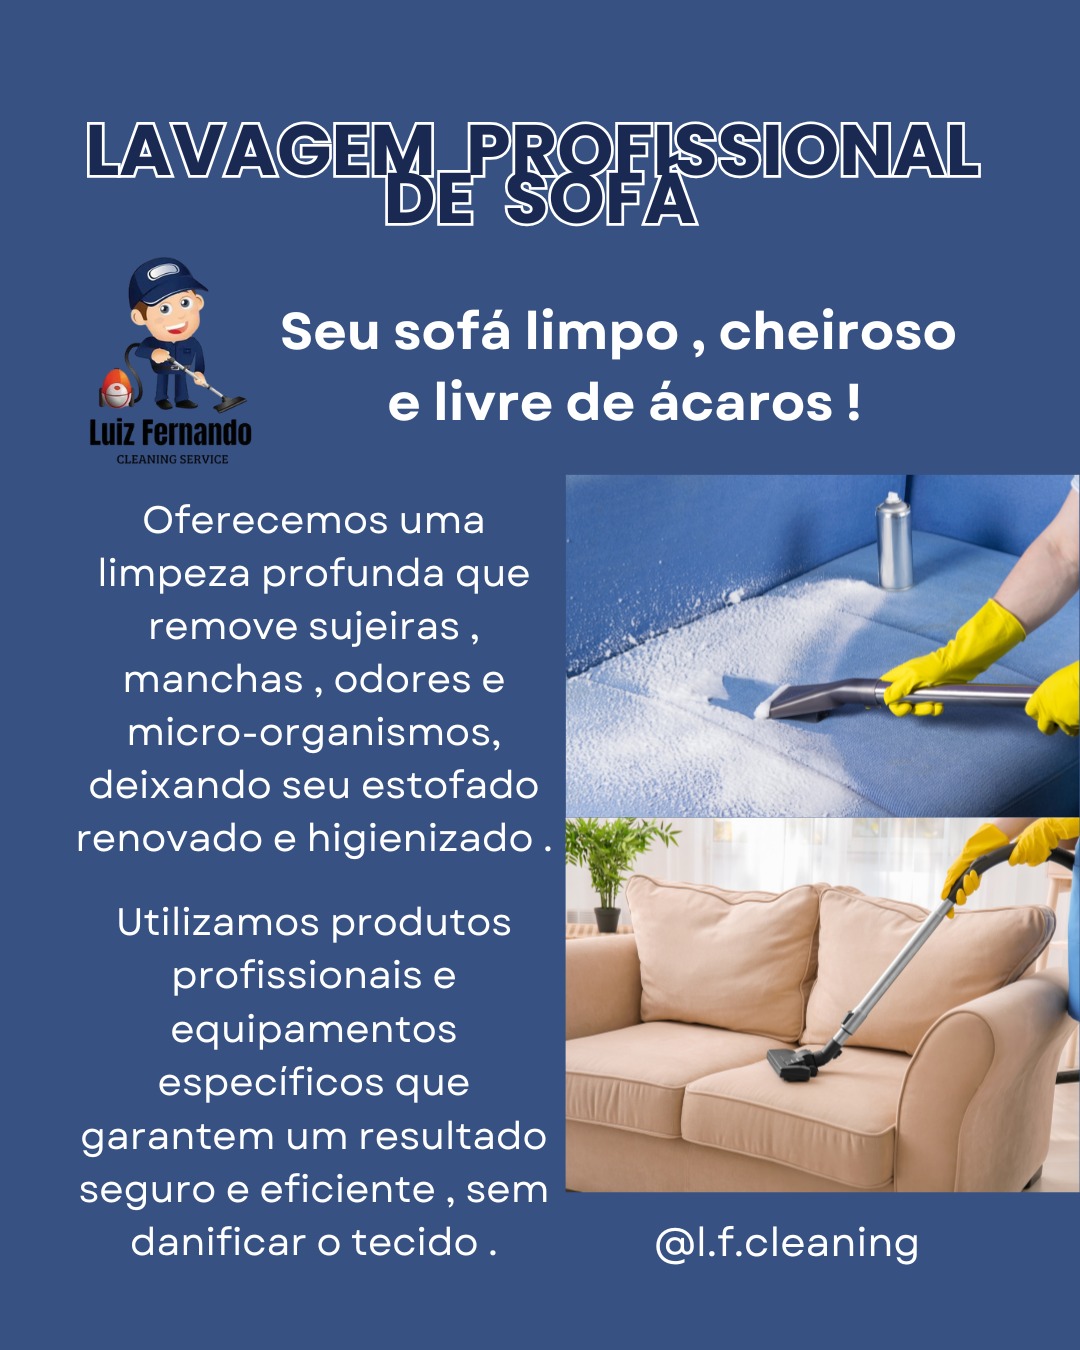 LAVAGEM PROFISSIONAL
DE SOFÁ
Seu sofá limpo , cheiroso
e livre de ácaros !
Luiz Fernando
CLEANING SERVICE
Oferecemos uma
limpeza profunda que
remove sujeiras ,
manchas , odores e
micro-organismos,
deixando seu estofado
renovado e higienizado .
Utilizamos produtos
profissionais e
equipamentos
específicos que
garantem um resultado
seguro e eficiente , sem
danificar o tecido .
@l.f.cleaning